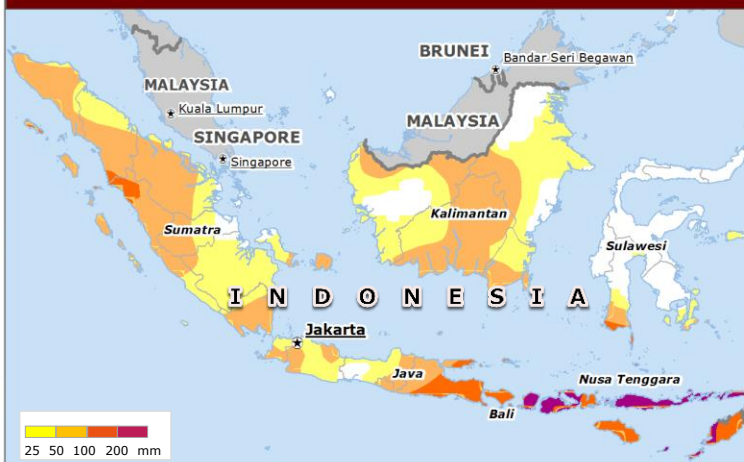 BRUNEI
Bandar Seri Begawan
MALAYSIA
Kuala Lumpur
MALAYSIA
SINGAPORE
Singapore
Kalimantan
Sumatra
Sulawesi
INDONESIA
Jakarta
Java
Nusa Tenggara
Bali
25 50 100 200 mm